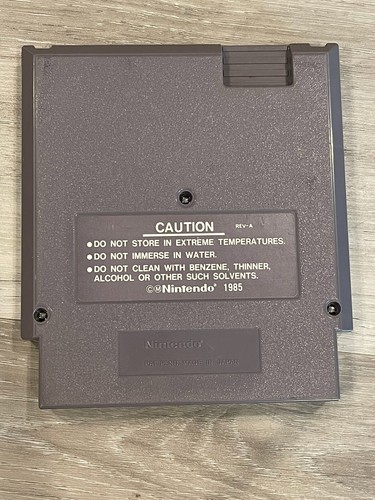 CAUTION REV-A
● DO NOT STORE IN EXTREME TEMPERATURES.
● DO NOT IMMERSE IN WATER.
● DO NOT CLEAN WITH BENZENE, THINNER,
ALCOHOL OR OTHER SUCH SOLVENTS.
©Ⓜ Nintendo® 1985
Nintendo